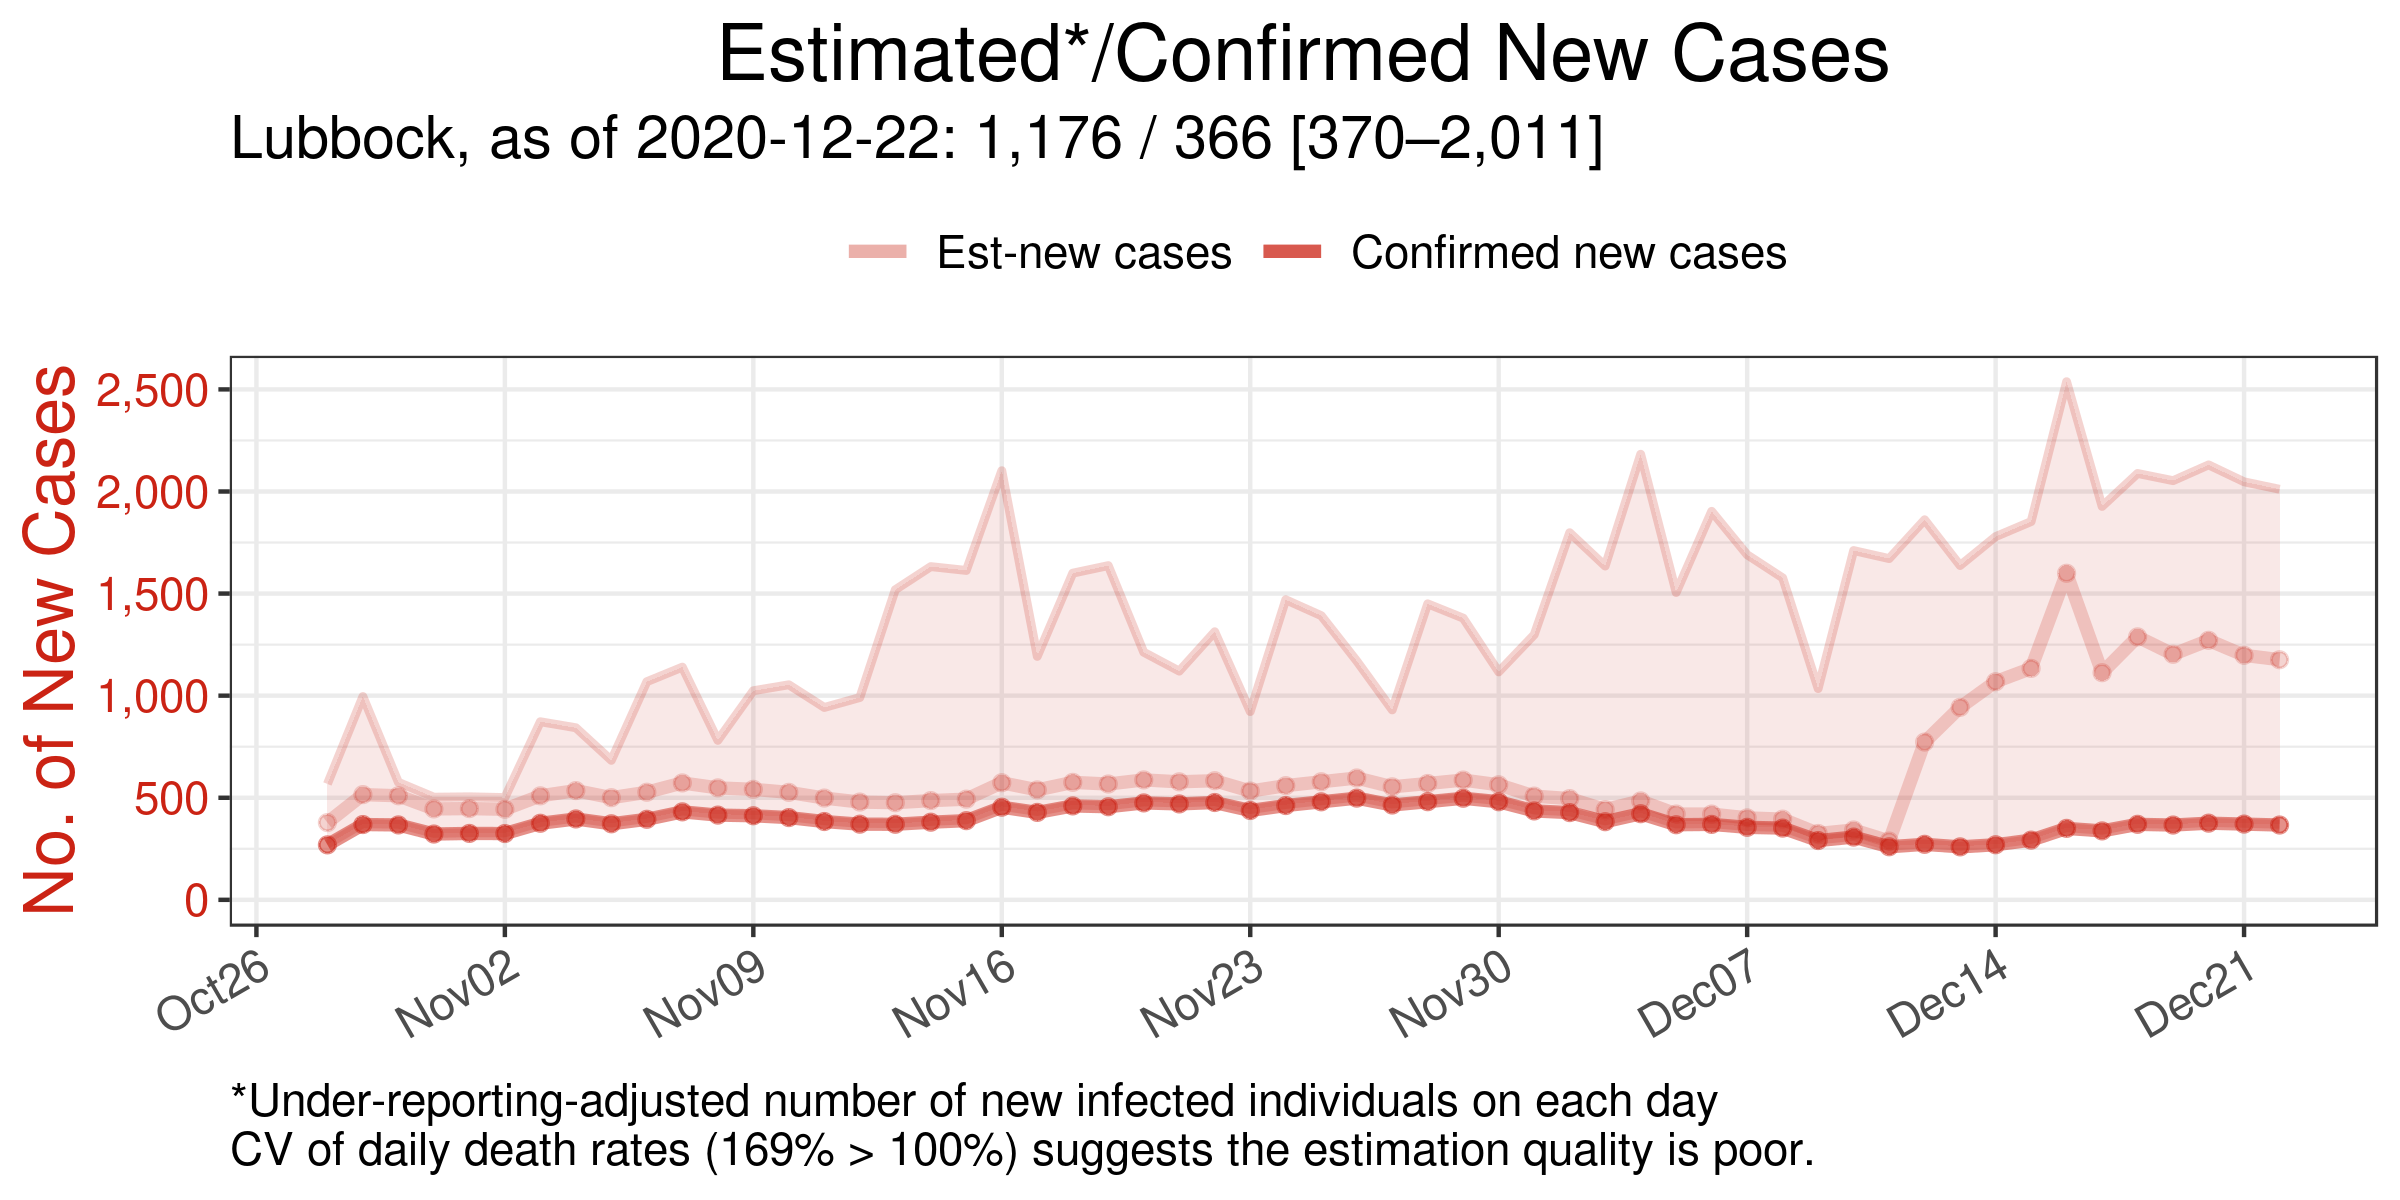 Estimated*/Confirmed New Cases
Lubbock, as of 2020-12-22: 1,176 / 366 [370–2,011]
Est-new cases
Confirmed new cases
No. of New Cases
2,500
2,000
1,500
1,000
500
0
Oct26
Nov02
Nov09
Nov16
Nov23
Nov30
Dec07
Dec14
Dec21
*Under-reporting-adjusted number of new infected individuals on each day
CV of daily death rates (169% > 100%) suggests the estimation quality is poor.